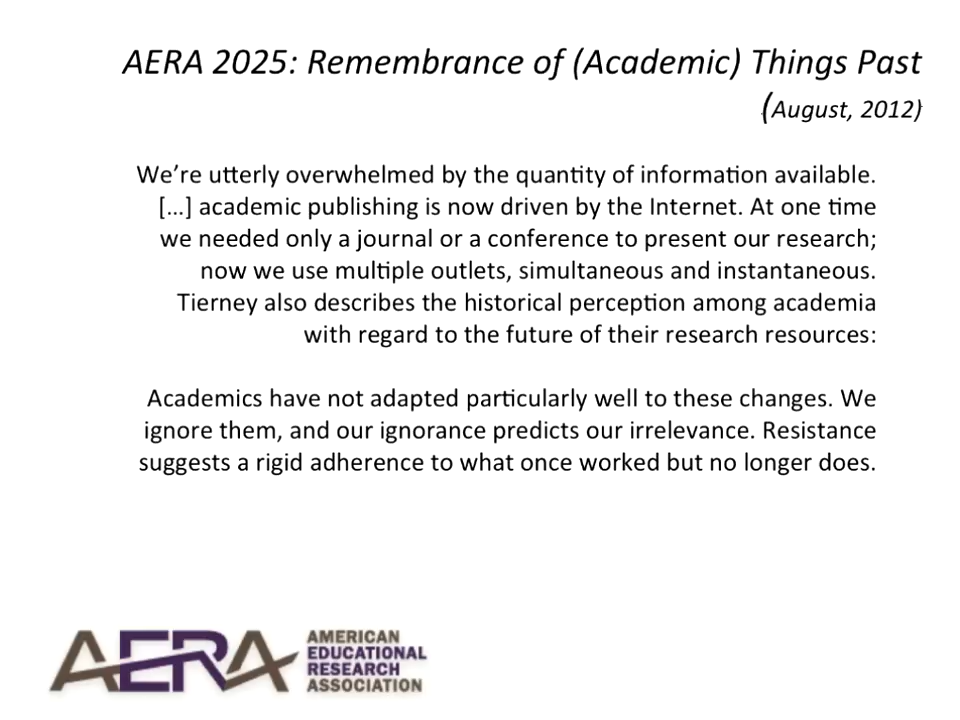 AERA 2025: Remembrance of (Academic) Things Past
(August, 2012)
We’re utterly overwhelmed by the quantity of information available.
[…] academic publishing is now driven by the Internet. At one time
we needed only a journal or a conference to present our research;
now we use multiple outlets, simultaneous and instantaneous.
Tierney also describes the historical perception among academia
with regard to the future of their research resources:
Academics have not adapted particularly well to these changes. We
ignore them, and our ignorance predicts our irrelevance. Resistance
suggests a rigid adherence to what once worked but no longer does.
AERA
AMERICAN
EDUCATIONAL
RESEARCH
ASSOCIATION